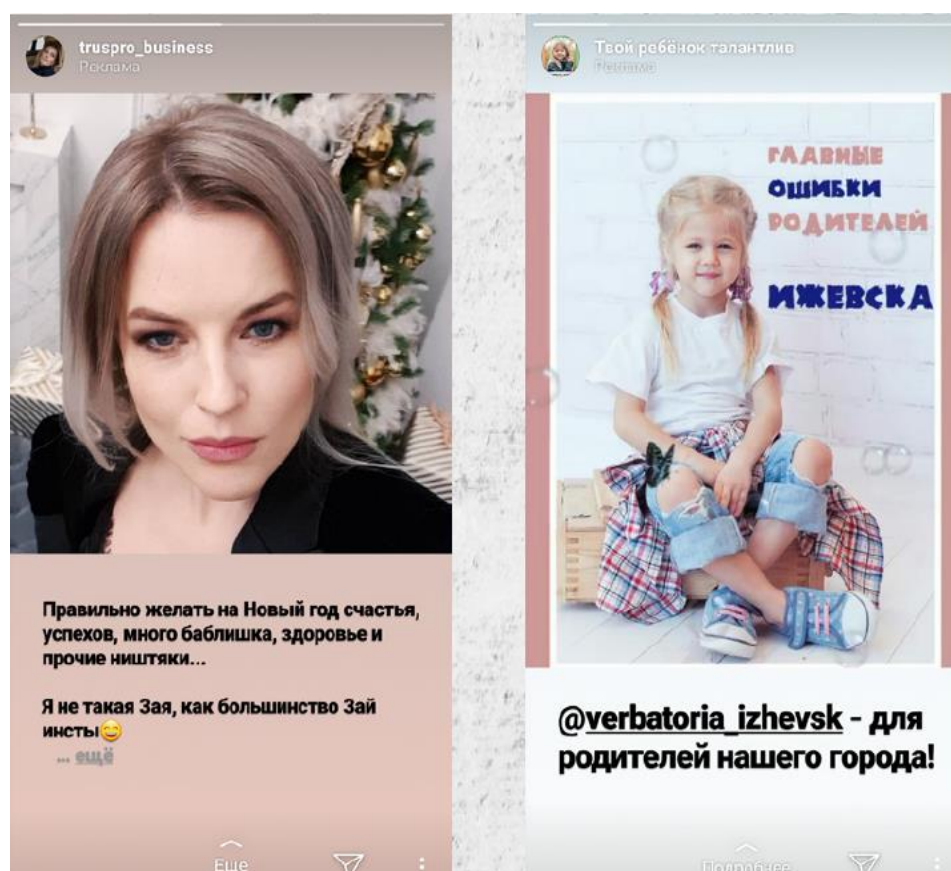 truspro_business
Реклама
Правильно желать на Новый год счастья,
успехов, много баблишка, здоровье и
прочие ништяки...
Я не такая Зая, как большинство Зай
инсты😊
... ещё
Еще
Твой ребёнок талантлив
Реклама
ГЛАВНЫЕ
ОШИБКИ
РОДИТЕЛЕЙ
ИЖЕВСКА
@verbatoria_izhevsk - для
родителей нашего города!
Подробнее